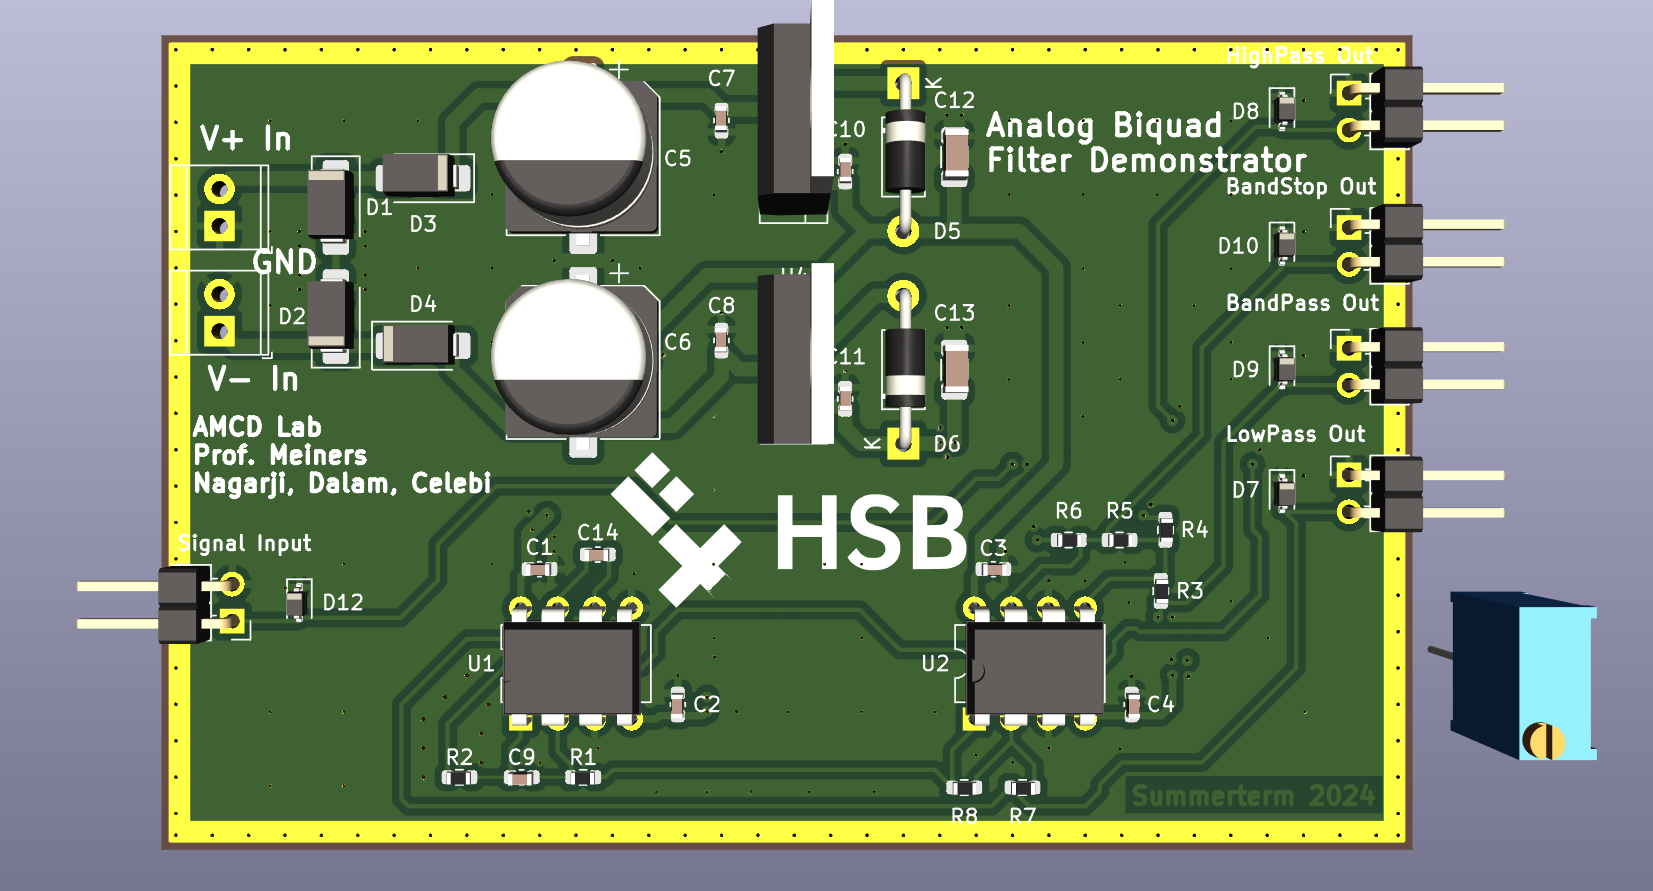 HighPass Out
C7
K
C12
D8
Analog Biquad
Filter Demonstrator
V+ In
C10
C5
BandStop Out
D1
D3
D5
D10
GND
U4
BandPass Out
D4
C8
C13
D2
C6
C11
D9
V- In
AMCD Lab
Prof. Meiners
Nagarji, Dalam, Celebi
K
D6
LowPass Out
D7
HSB
R6
R5
R4
Signal Input
C14
C1
C3
R3
D12
U1
U2
C2
C4
R2
C9
R1
Summerterm 2024
R8
R7